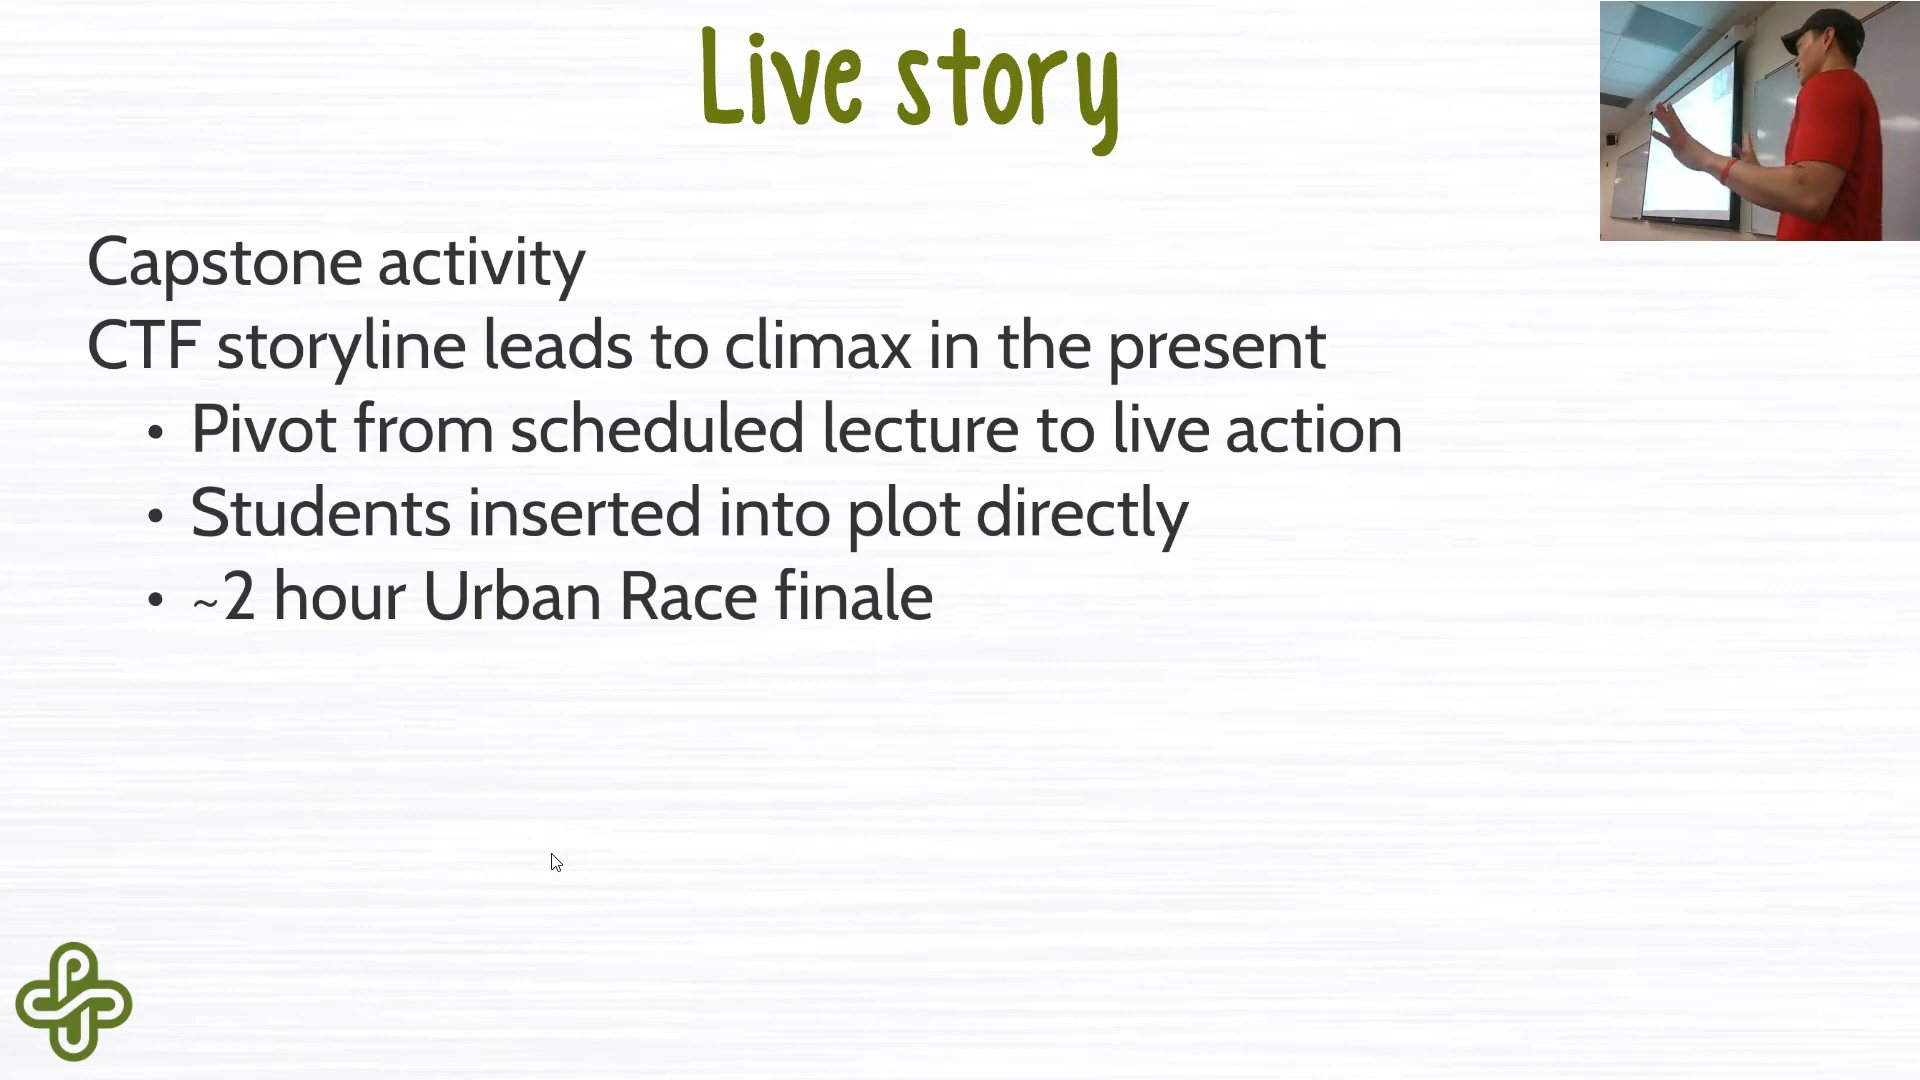 Live story
Capstone activity
CTF storyline leads to climax in the present
• Pivot from scheduled lecture to live action
• Students inserted into plot directly
• ~2 hour Urban Race finale